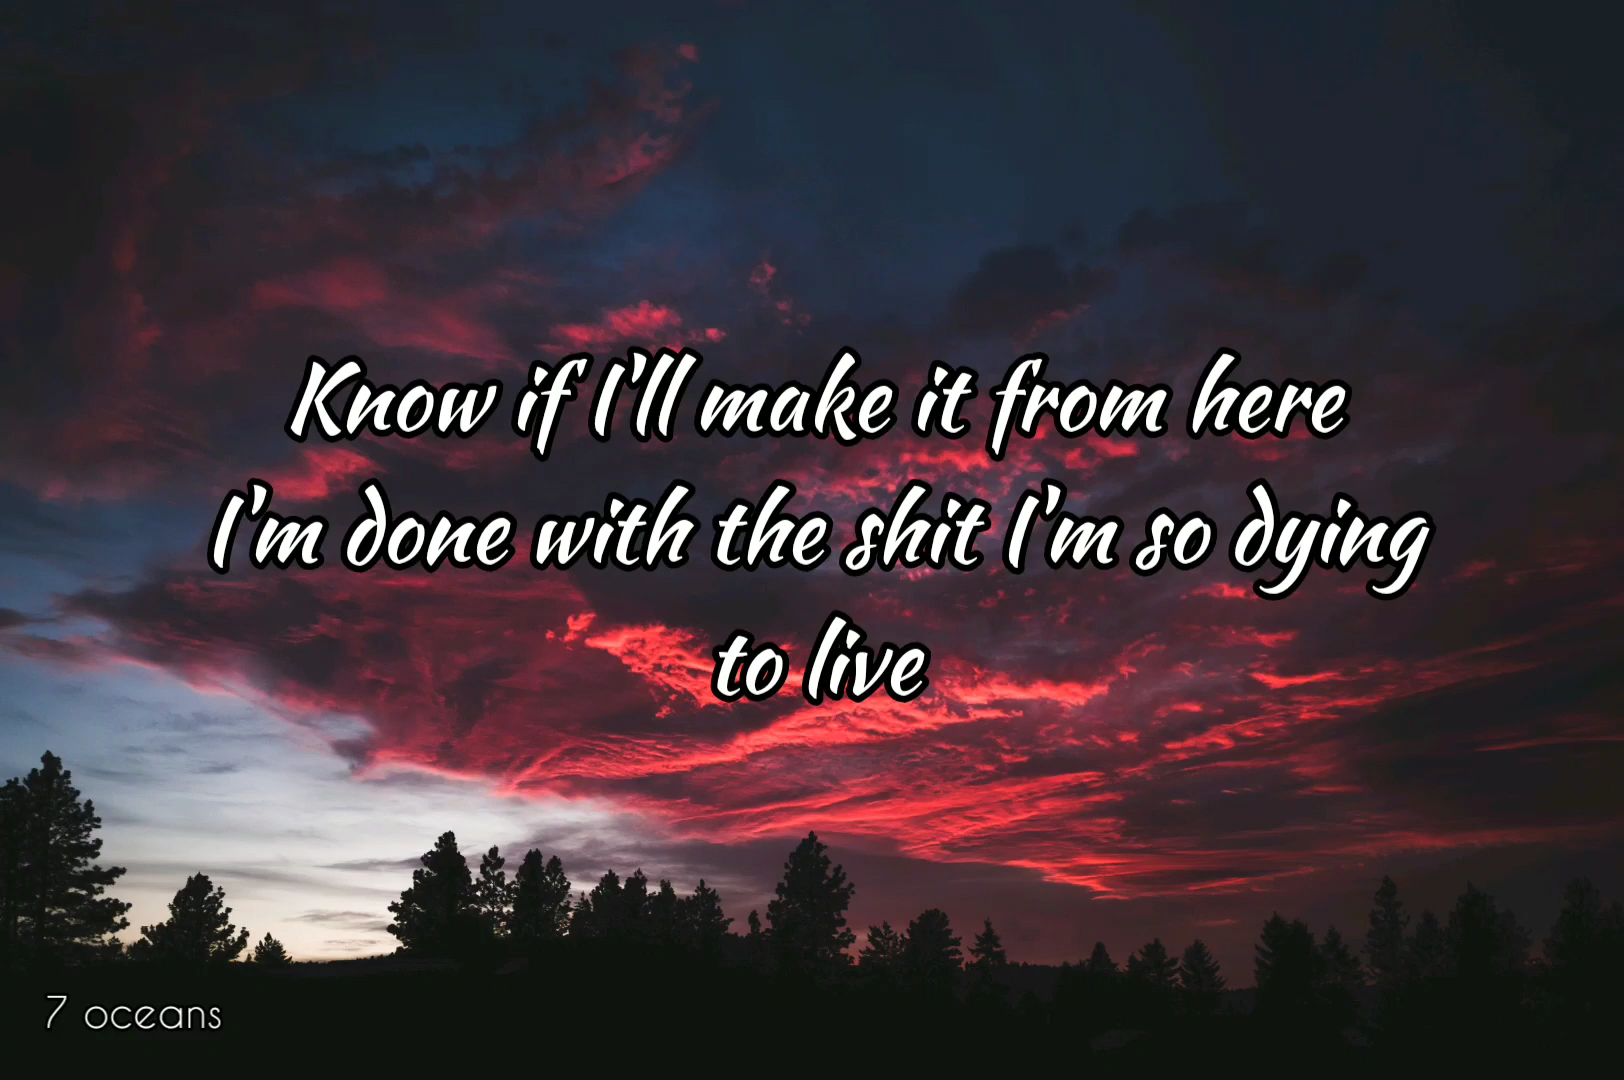 Know if I'll make it from here
I'm done with the shit I'm so dying
to live
7 oceans